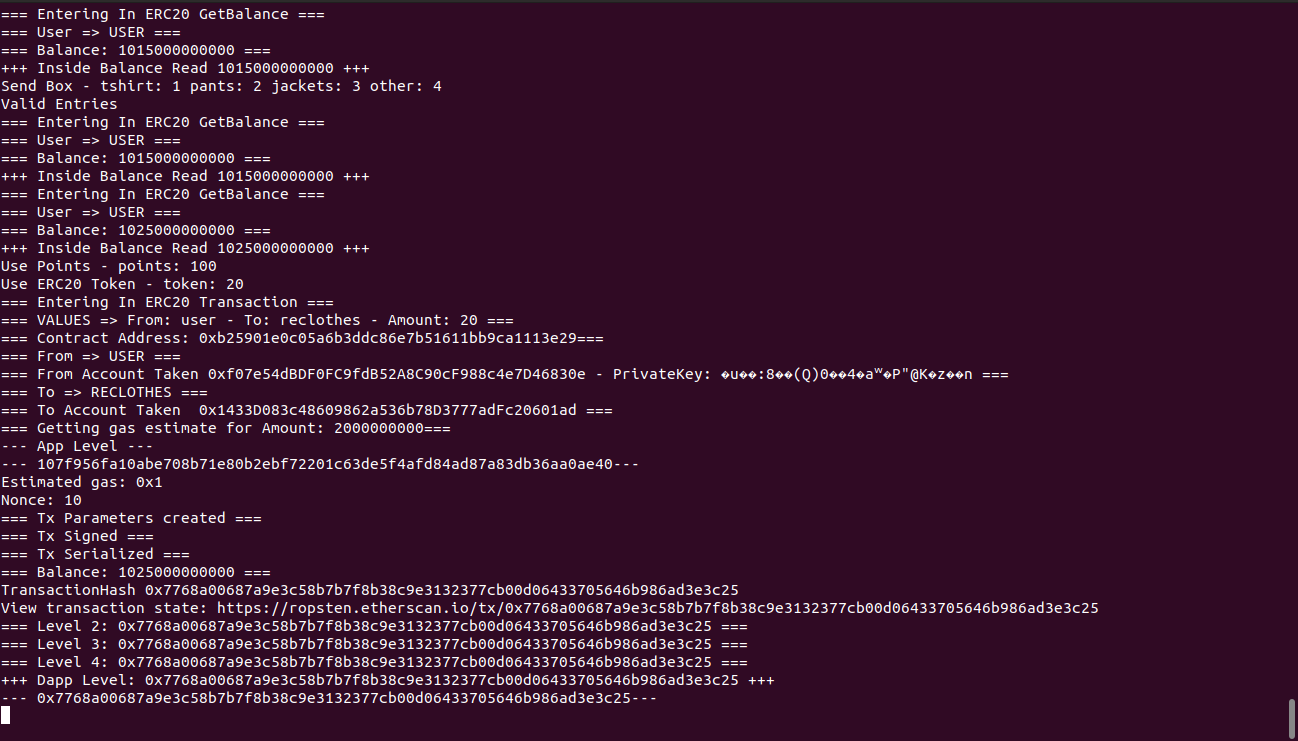 === Entering In ERC20 GetBalance ===
=== User => USER ===
=== Balance: 1015000000000 ===
+++ Inside Balance Read 1015000000000 +++
Send Box - tshirt: 1 pants: 2 jackets: 3 other: 4
Valid Entries
=== Entering In ERC20 GetBalance ===
=== User => USER ===
=== Balance: 1015000000000 ===
+++ Inside Balance Read 1015000000000 +++
=== Entering In ERC20 GetBalance ===
=== User => USER ===
=== Balance: 1025000000000 ===
+++ Inside Balance Read 1025000000000 +++
Use Points - points: 100
Use ERC20 Token - token: 20
=== Entering In ERC20 Transaction ===
=== VALUES => From: user - To: reclothes - Amount: 20 ===
=== Contract Address: 0xb25901e0c05a6b3ddc86e7b51611bb9ca1113e29===
=== From => USER ===
=== From Account Taken 0xf07e54dBDF0FC9fdB52A8C90cF988c4e7D46830e - PrivateKey: �u��:8��(Q)0��4�aʷ�P"@K�z��n ===
=== To => RECLOTHES ===
=== To Account Taken  0x1433D083c48609862a536b78D3777adFc20601ad ===
=== Getting gas estimate for Amount: 2000000000===
--- App Level ---
--- 107f956fa10abe708b71e80b2ebf72201c63de5f4afd84ad87a83db36aa0ae40---
Estimated gas: 0x1
Nonce: 10
=== Tx Parameters created ===
=== Tx Signed ===
=== Tx Serialized ===
=== Balance: 1025000000000 ===
TransactionHash 0x7768a00687a9e3c58b7b7f8b38c9e3132377cb00d06433705646b986ad3e3c25
View transaction state: https://ropsten.etherscan.io/tx/0x7768a00687a9e3c58b7b7f8b38c9e3132377cb00d06433705646b986ad3e3c25
=== Level 2: 0x7768a00687a9e3c58b7b7f8b38c9e3132377cb00d06433705646b986ad3e3c25 ===
=== Level 3: 0x7768a00687a9e3c58b7b7f8b38c9e3132377cb00d06433705646b986ad3e3c25 ===
=== Level 4: 0x7768a00687a9e3c58b7b7f8b38c9e3132377cb00d06433705646b986ad3e3c25 ===
+++ Dapp Level: 0x7768a00687a9e3c58b7b7f8b38c9e3132377cb00d06433705646b986ad3e3c25 +++
--- 0x7768a00687a9e3c58b7b7f8b38c9e3132377cb00d06433705646b986ad3e3c25---